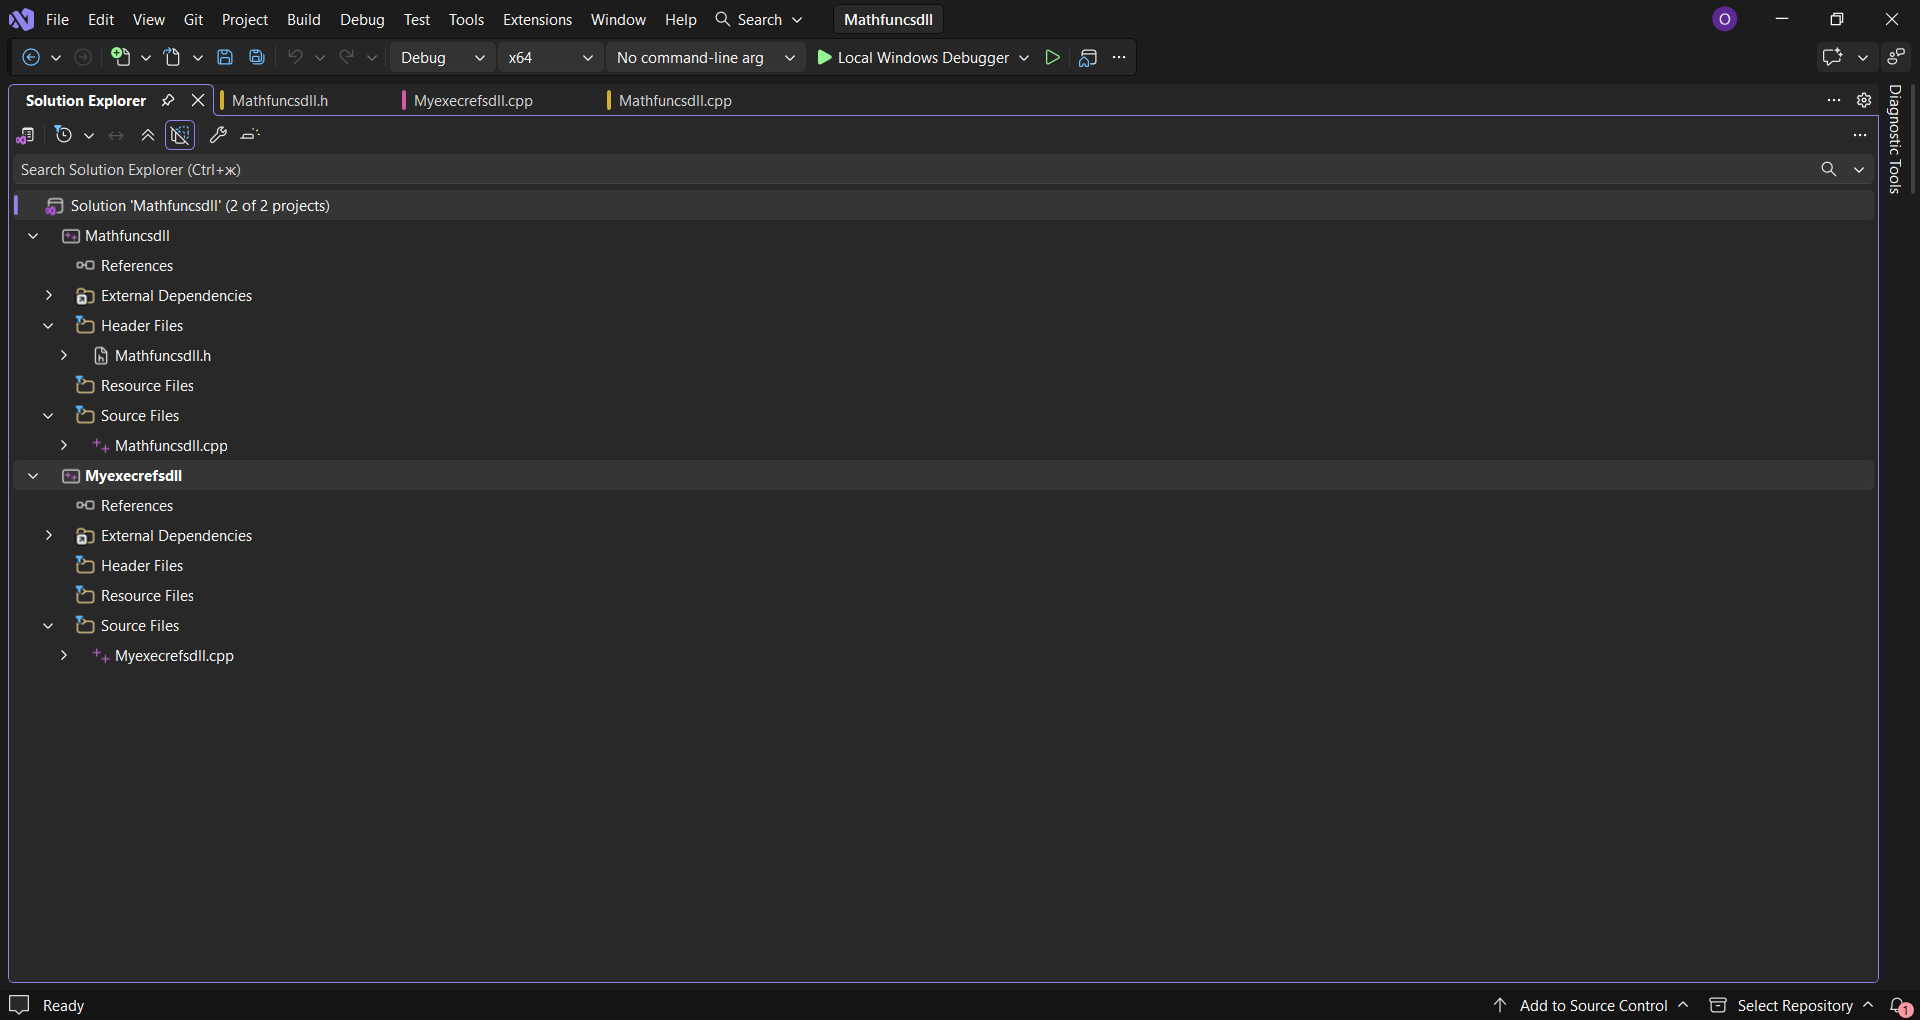 File Edit View Git Project Build Debug Test Tools Extensions Window Help Search Mathfuncsdll O
Debug x64 No command-line arg Local Windows Debugger
Solution Explorer Mathfuncsdll.h Myexecrefsdll.cpp Mathfuncsdll.cpp
Diagnostic Tools
Search Solution Explorer (Ctrl+ж)
Solution 'Mathfuncsdll' (2 of 2 projects)
Mathfuncsdll
References
External Dependencies
Header Files
Mathfuncsdll.h
Resource Files
Source Files
Mathfuncsdll.cpp
Myexecrefsdll
References
External Dependencies
Header Files
Resource Files
Source Files
Myexecrefsdll.cpp
Ready Add to Source Control Select Repository 1